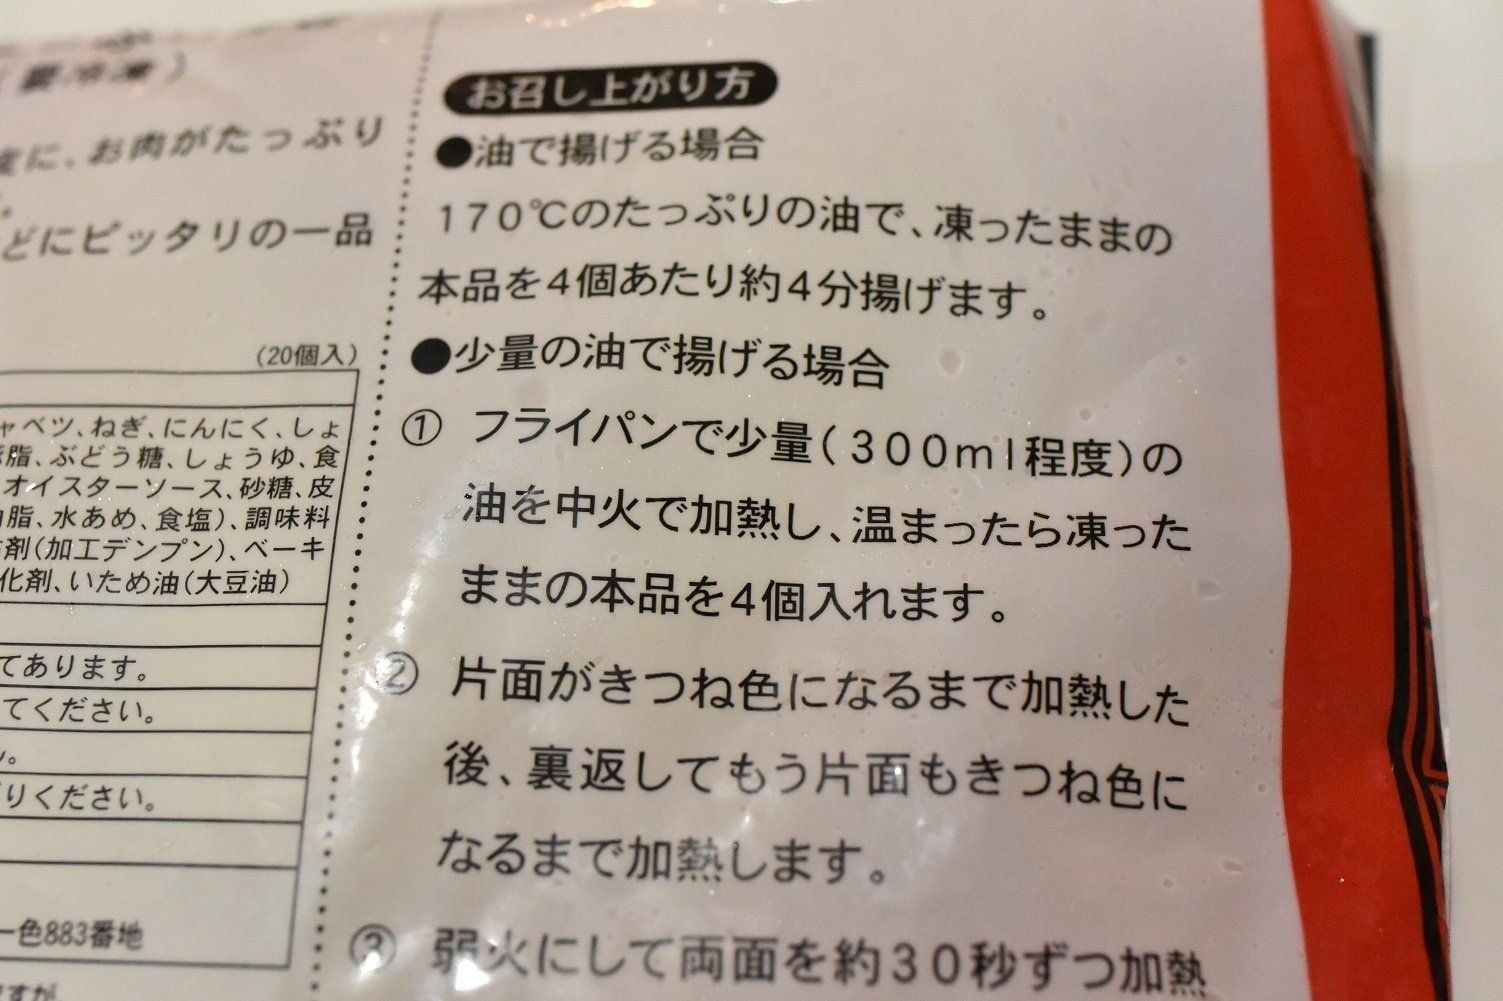 （要冷凍）
に、お肉がたっぷり
どにピッタリの一品
（20個入）
ャベツ、ねぎ、にんにく、しょ
脂、ぶどう糖、しょうゆ、食
オイスターソース、砂糖、皮
脂、水あめ、食塩）、調味料
剤（加工デンプン）、ベーキ
化剤、いため油（大豆油）
てあります。
てください。
ください。
一色883番地
ですが、
お召し上がり方
●油で揚げる場合
170℃のたっぷりの油で、凍ったままの
本品を4個あたり約4分揚げます。
●少量の油で揚げる場合
① フライパンで少量（300ml程度）の
油を中火で加熱し、温まったら凍った
ままの本品を4個入れます。
② 片面がきつね色になるまで加熱した
後、裏返してもう片面もきつね色に
なるまで加熱します。
③ 弱火にして両面を約30秒ずつ加熱